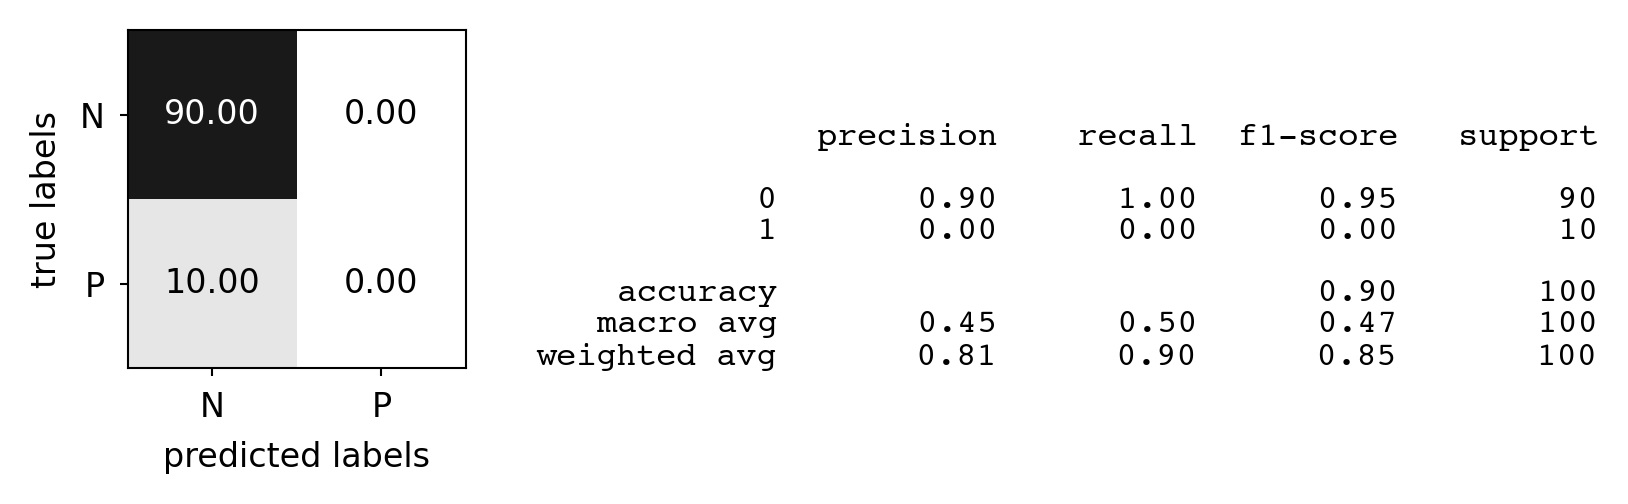 true labels
N 90.00 0.00
P 10.00 0.00
N P
predicted labels
precision recall f1-score support
0 0.90 1.00 0.95 90
1 0.00 0.00 0.00 10
accuracy 0.90 100
macro avg 0.45 0.50 0.47 100
weighted avg 0.81 0.90 0.85 100